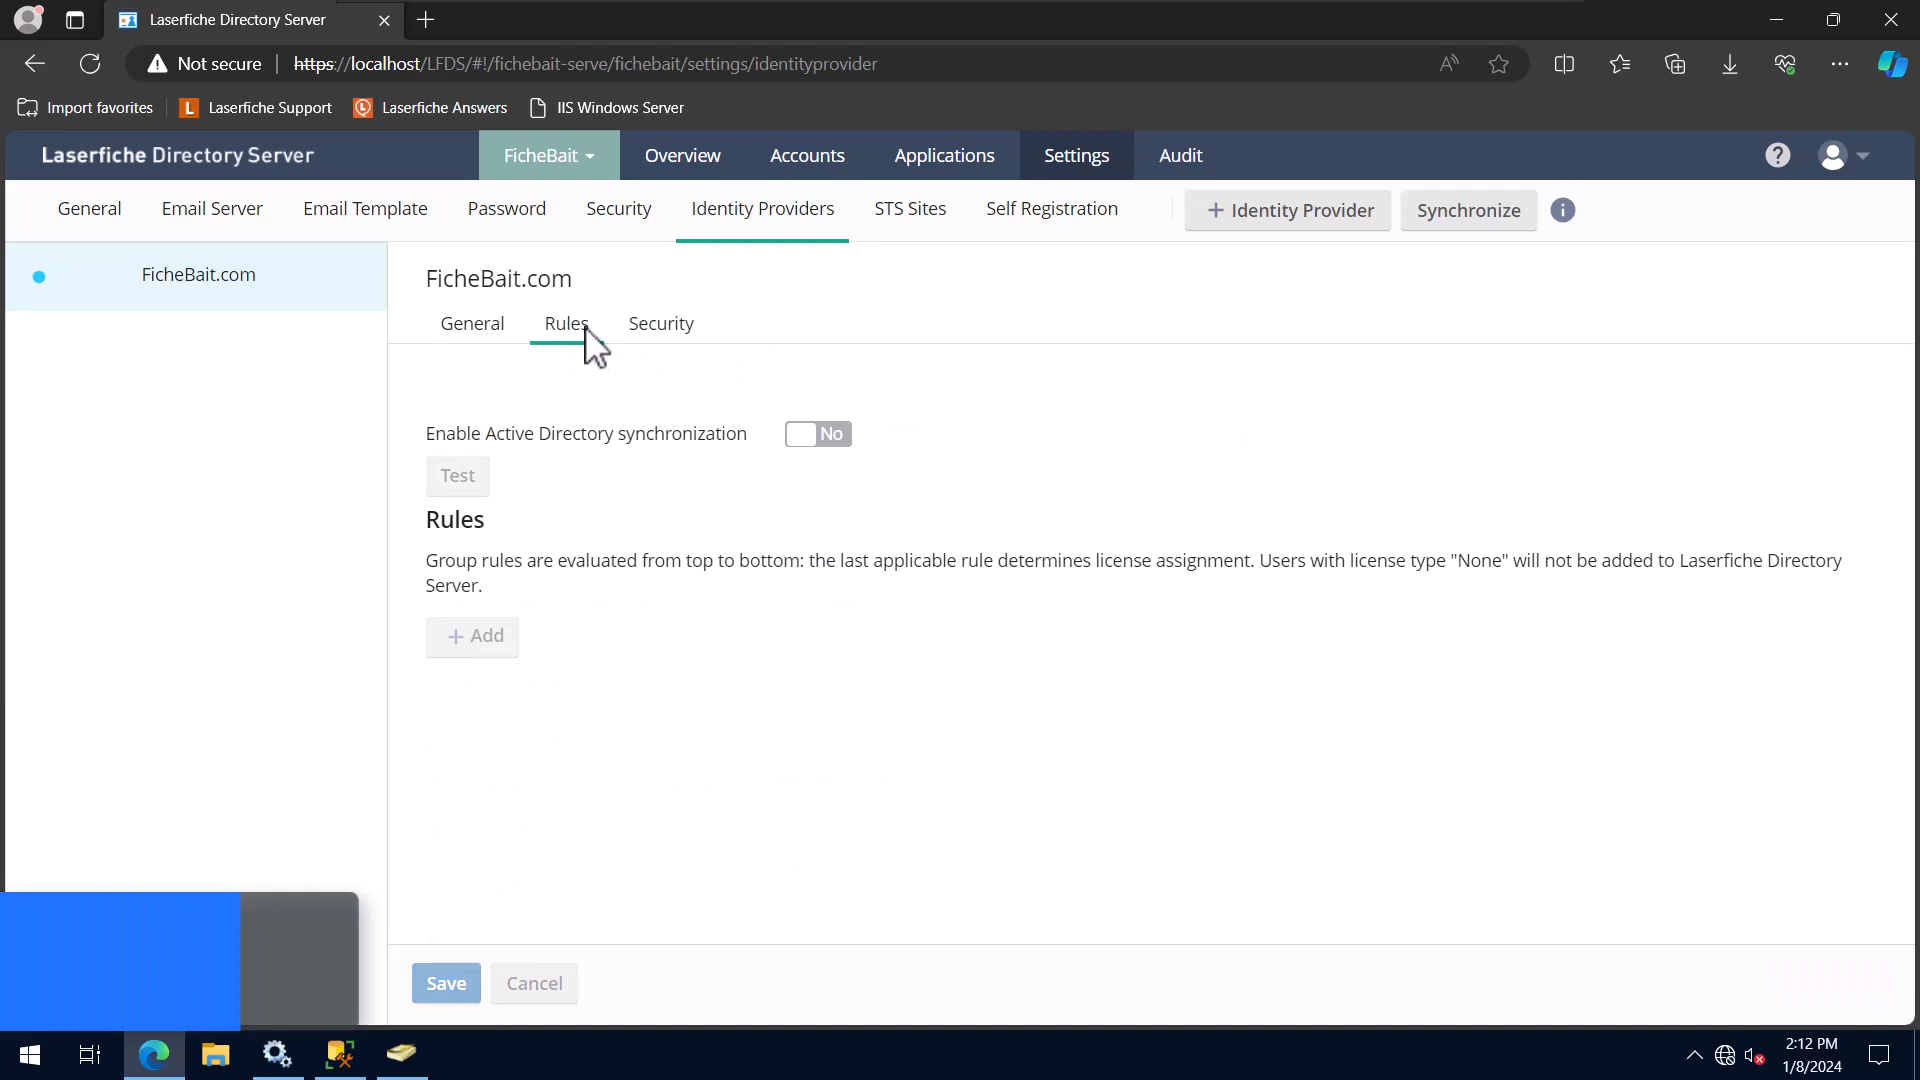 Laserfiche Directory Server
Not secure
https://localhost/LFDS/#!/fichebait-serve/fichebait/settings/identityprovider
Import favorites
L Laserfiche Support
Laserfiche Answers
IIS Windows Server
Laserfiche Directory Server
FicheBait
Overview
Accounts
Applications
Settings
Audit
General
Email Server
Email Template
Password
Security
Identity Providers
STS Sites
Self Registration
+ Identity Provider
Synchronize
FicheBait.com
FicheBait.com
General
Rules
Security
Enable Active Directory synchronization
No
Test
Rules
Group rules are evaluated from top to bottom: the last applicable rule determines license assignment. Users with license type "None" will not be added to Laserfiche Directory
Server.
+ Add
Save
Cancel
2:12 PM
1/8/2024